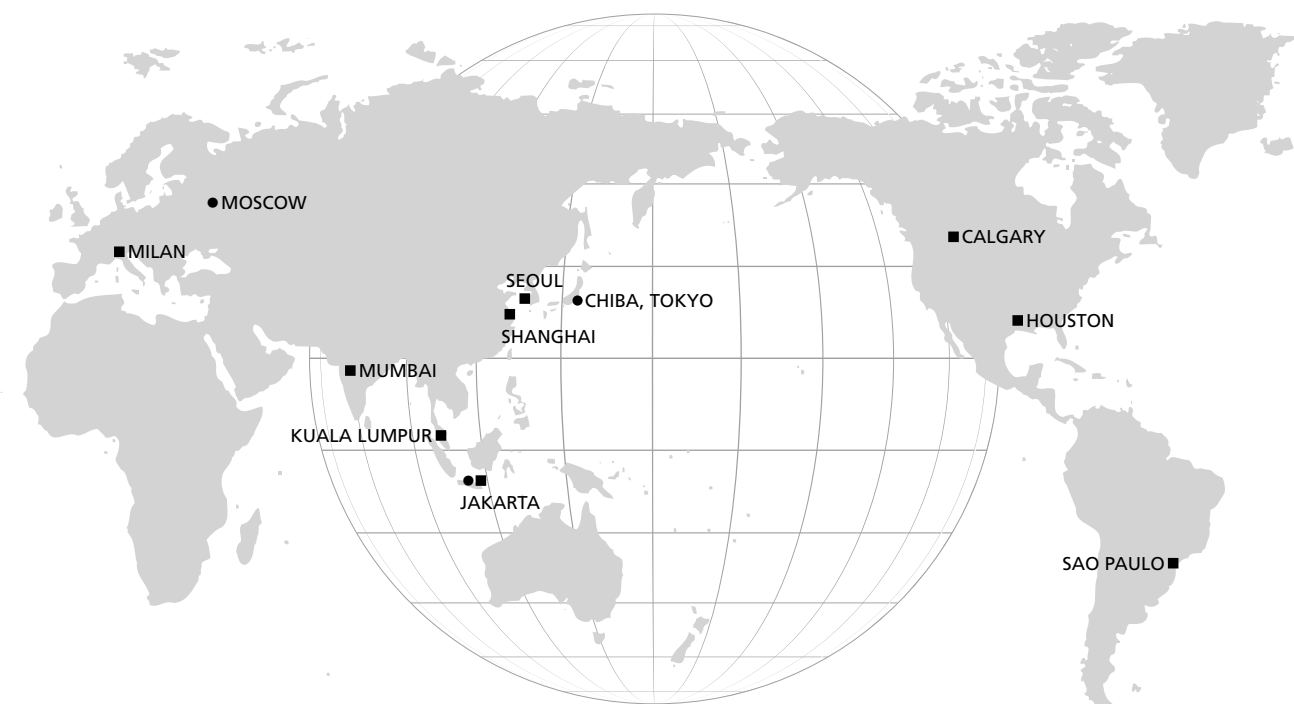 MOSCOW
MILAN
CALGARY
SEOUL
CHIBA, TOKYO
HOUSTON
SHANGHAI
MUMBAI
KUALA LUMPUR
JAKARTA
SAO PAULO